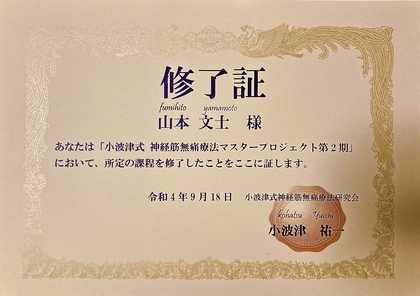 修了証
fumihito yamamoto
山本 文士 様
あなたは「小波津式 神経筋無痛療法マスタープロジェクト第2期」
において、所定の課程を修了したことをここに証します。
令和4年9月18日 小波津式神経筋無痛療法研究会
kohatsu Yuichi
小波津 祐一